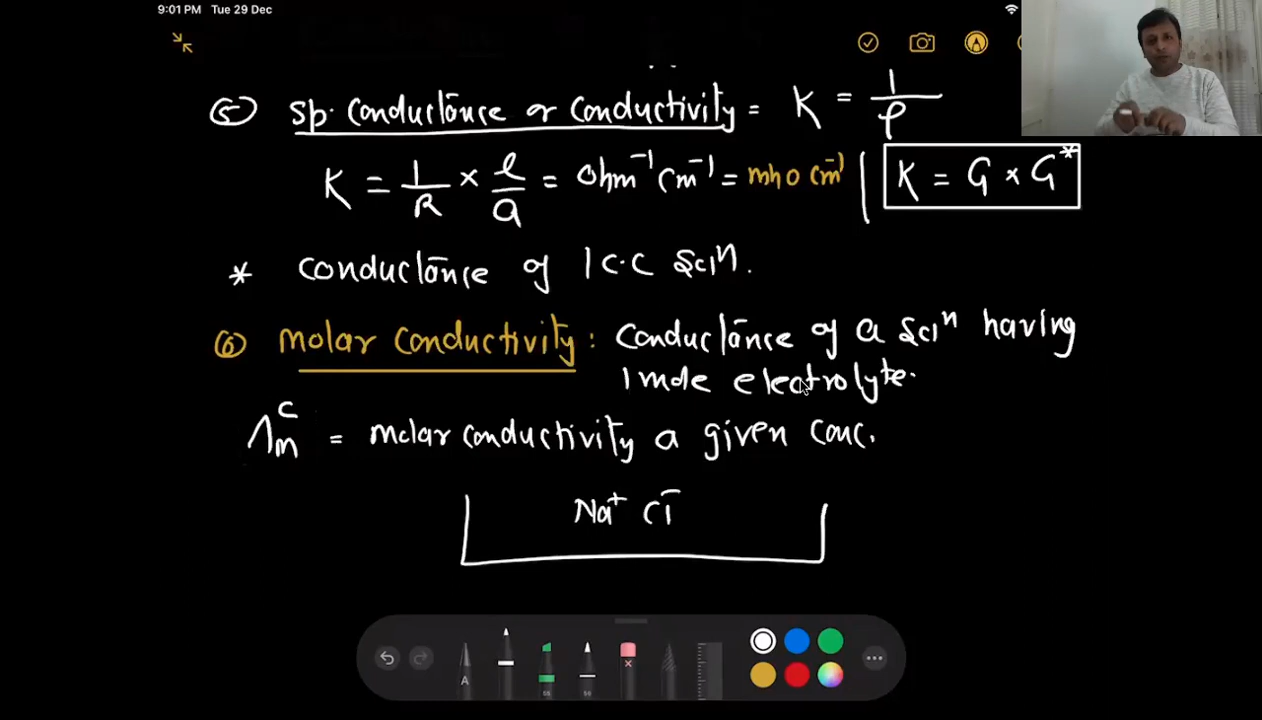 9:01 PM Tue 29 Dec
⑤ Sp. Conductance or Conductivity = K = 1/ρ
K = 1/R × l/a = ohm⁻¹ cm⁻¹ = mho cm⁻¹ | K = G × G*
* Conductance of 1 C.C Solⁿ.
⑥ Molar Conductivity : Conductance of a Solⁿ having
1 mole electrolyte.
Λm^c = molar conductivity a given conc.
Na⁺ Cl⁻
A